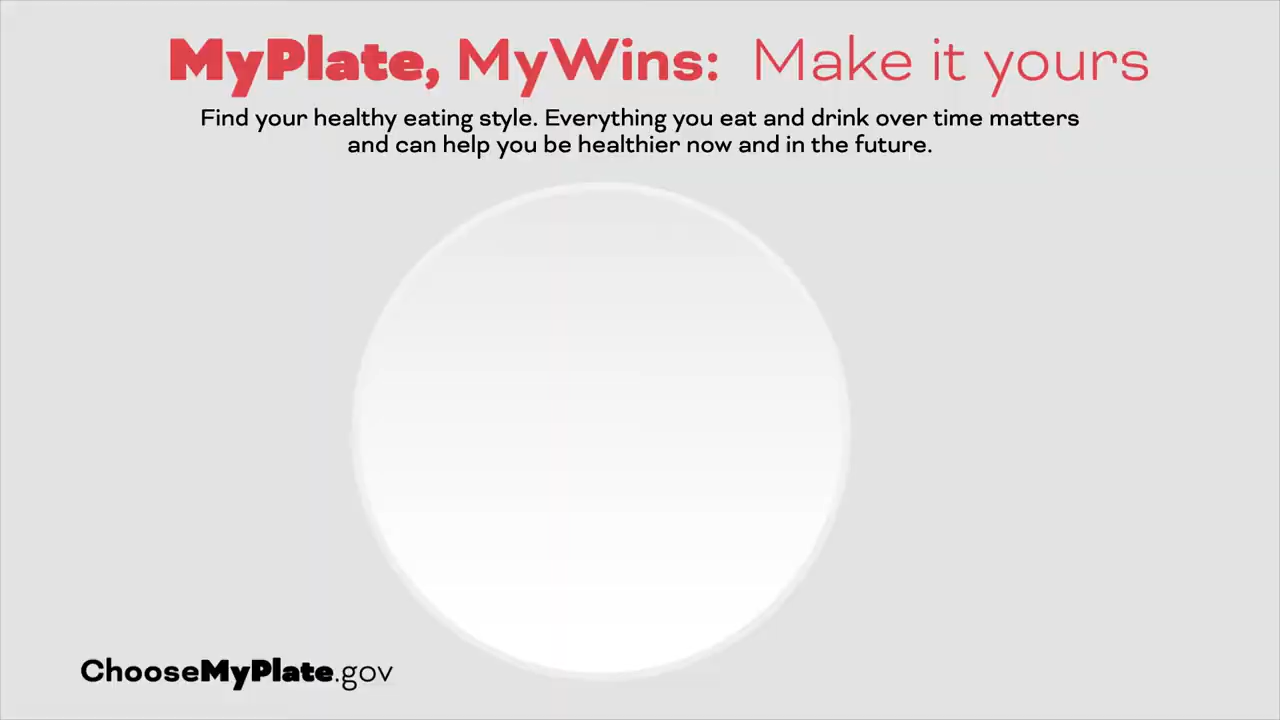 MyPlate, MyWins: Make it yours
Find your healthy eating style. Everything you eat and drink over time matters
and can help you be healthier now and in the future.
ChooseMyPlate.gov